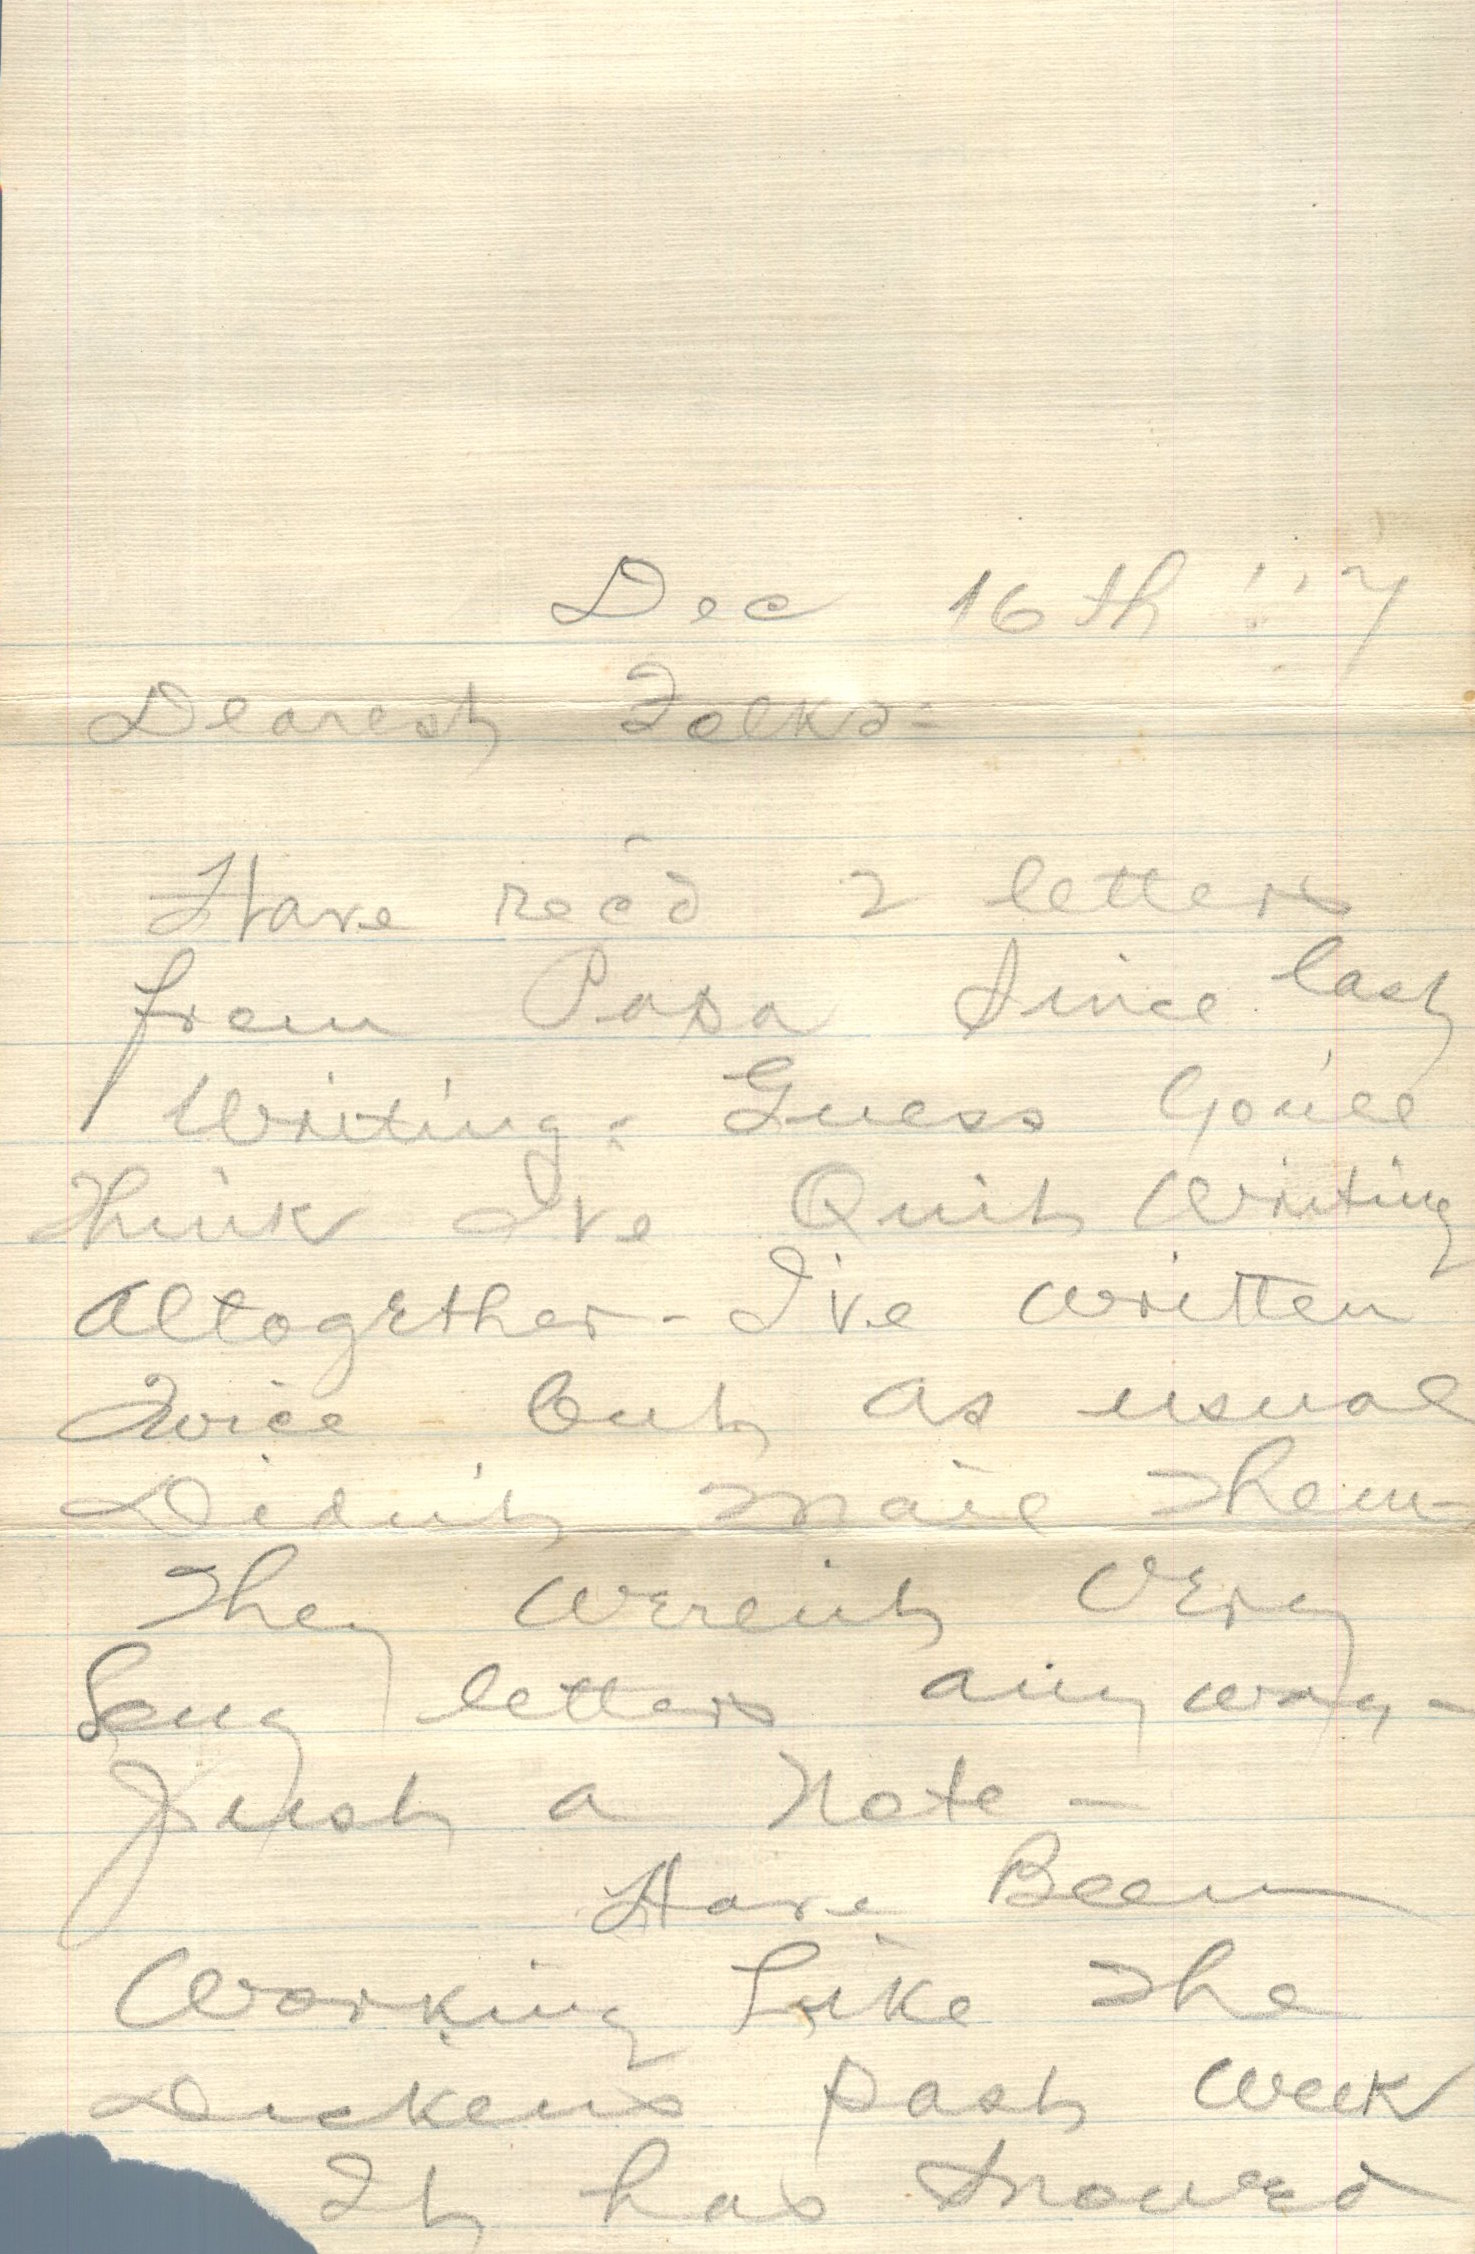 Dec 16th '17
Dearest Folks =
Have rec'd 2 letters
from Papa Since last
Writing = Guess You'll
Think I've Quit Writing
altogether - I've written
Twice but as usual
Didn't Mail Them -
They weren't Very
Long letters anyway, -
Just a Note -
Have Been
Working Like The
Dickens past week
It has Snowed